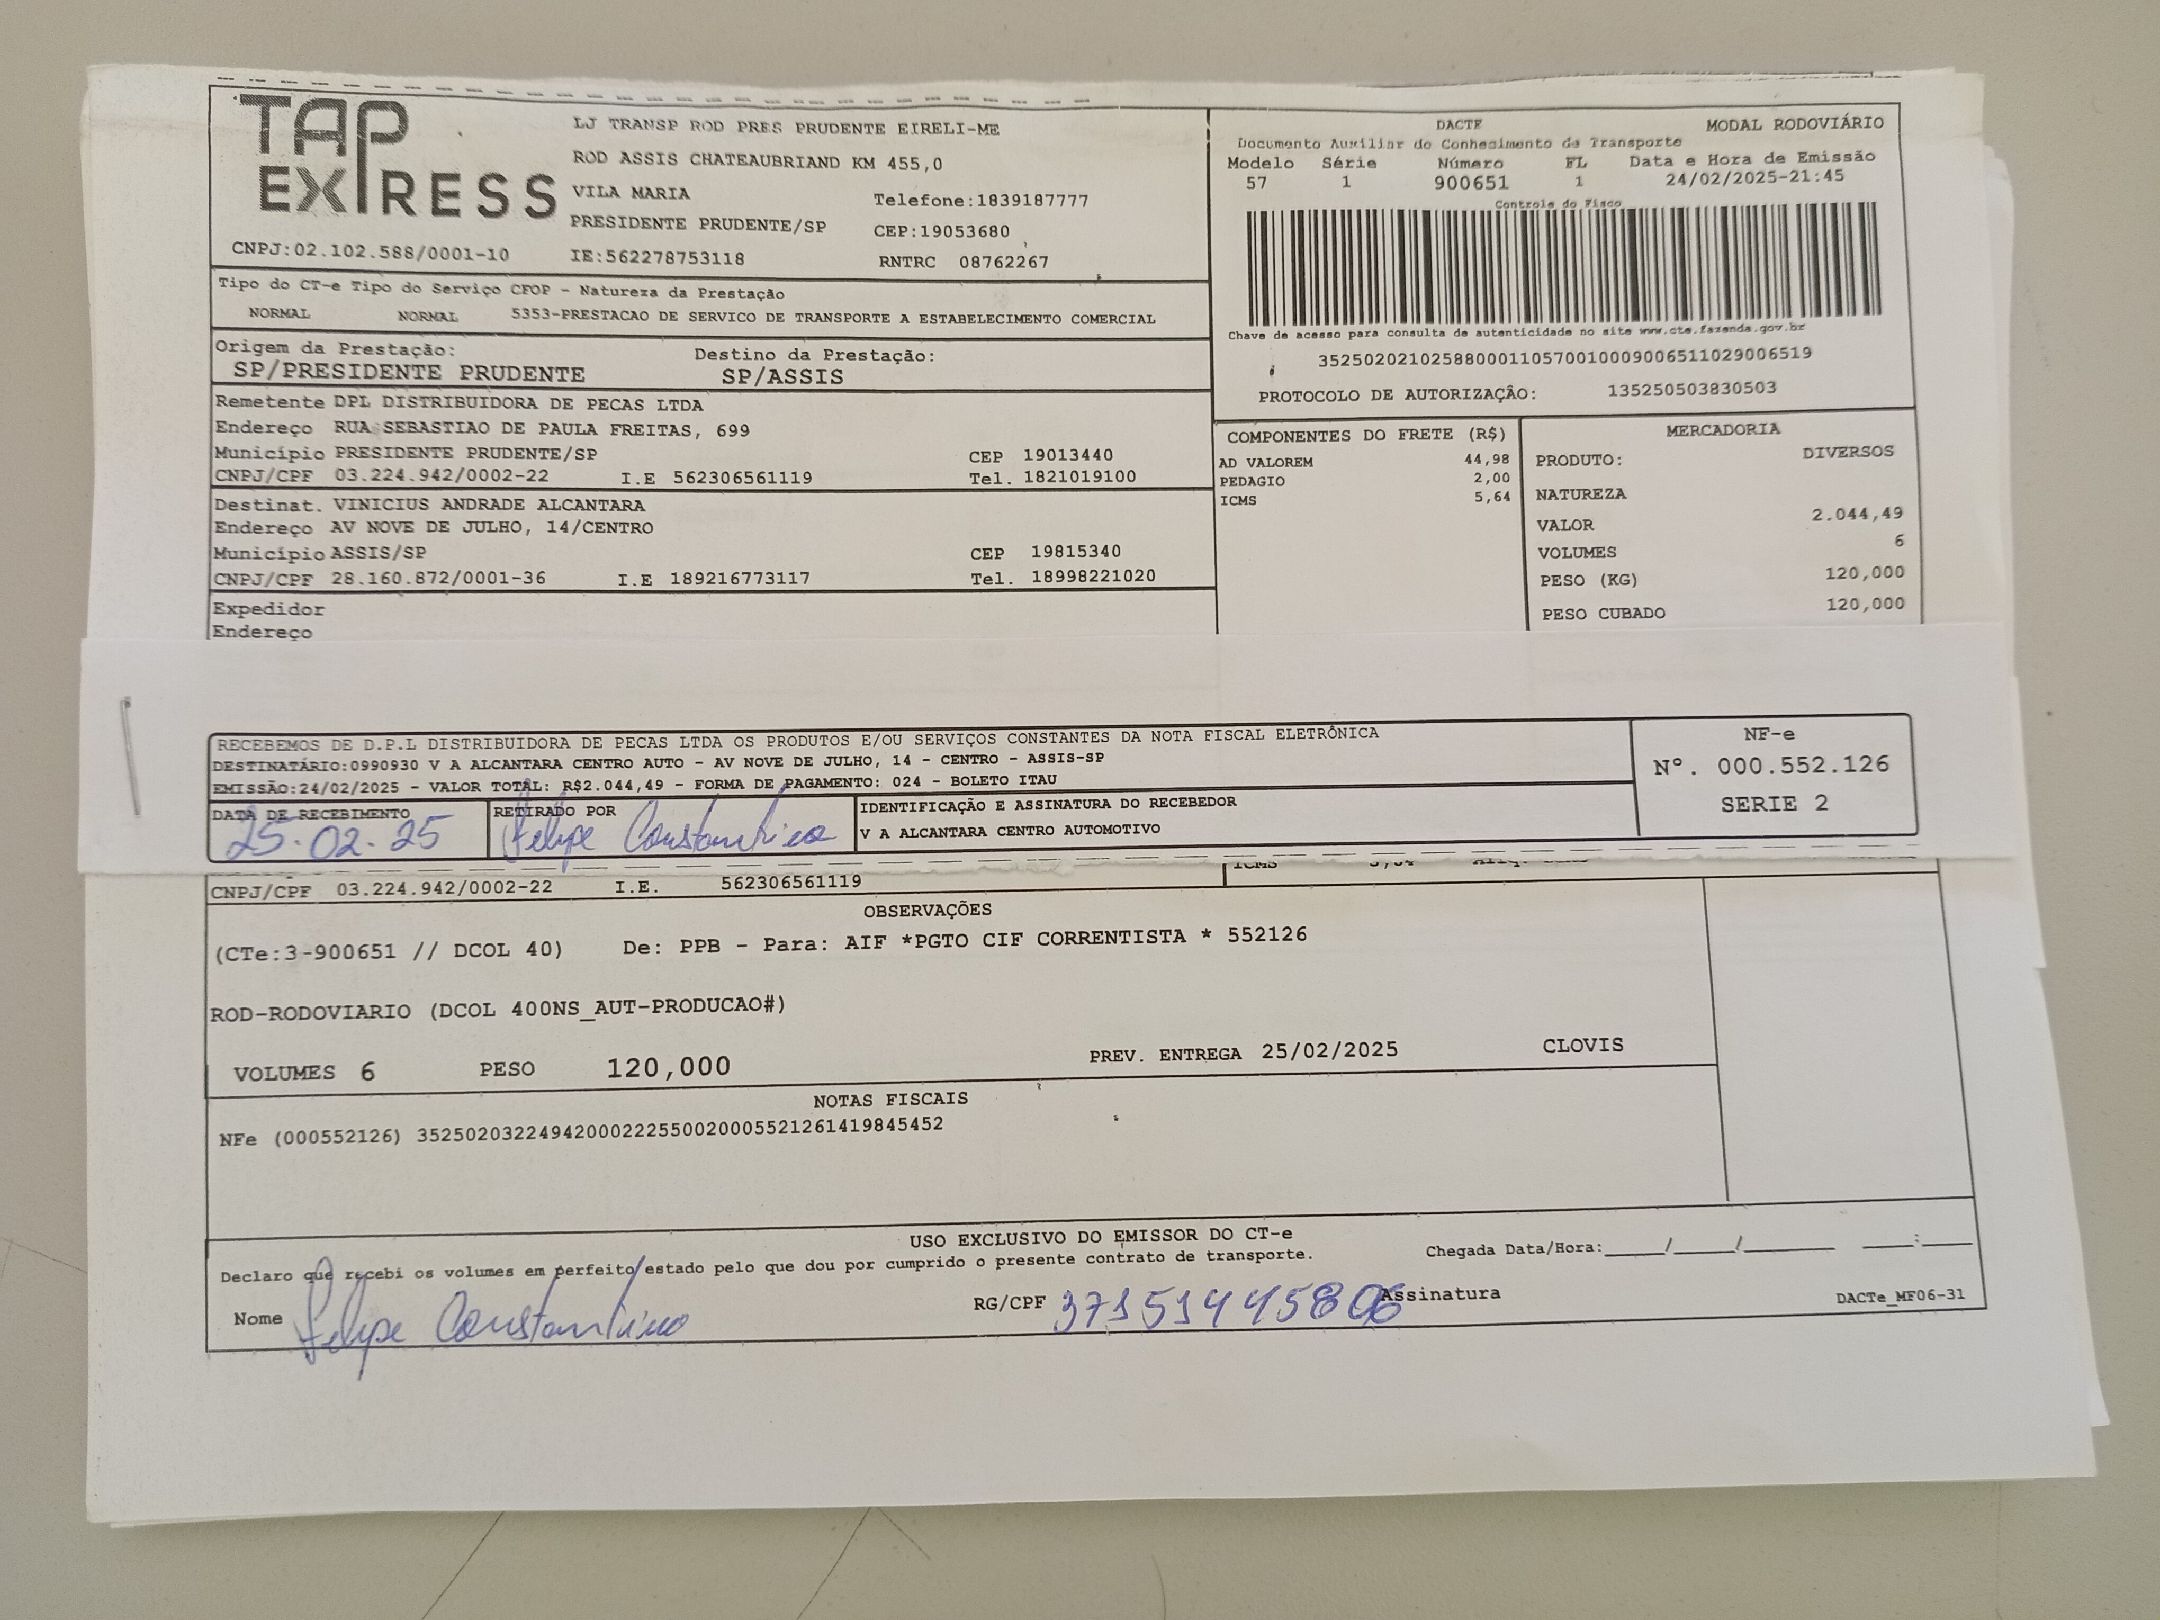 TAP EXPRESS
LJ TRANSP ROD PRES PRUDENTE EIRELI-ME
ROD ASSIS CHATEAUBRIAND KM 455,0
VILA MARIA Telefone:1839187777
PRESIDENTE PRUDENTE/SP CEP:19053680
CNPJ:02.102.588/0001-10 IE:562278753118 RNTRC 08762267
DACTE MODAL RODOVIÁRIO
Documento Auxiliar do Conhecimento de Transporte
Modelo Série Número FL Data e Hora de Emissão
57 1 900651 1 24/02/2025-21:45
Controle do Fisco
Chave de acesso para consulta de autenticidade no site www.cte.fazenda.gov.br
35250202102588000110570010009006511029006519
PROTOCOLO DE AUTORIZAÇÃO: 135250503830503
Tipo do CT-e Tipo do Serviço CFOP - Natureza da Prestação
NORMAL NORMAL 5353-PRESTACAO DE SERVICO DE TRANSPORTE A ESTABELECIMENTO COMERCIAL
Origem da Prestação: Destino da Prestação:
SP/PRESIDENTE PRUDENTE SP/ASSIS
Remetente DPL DISTRIBUIDORA DE PECAS LTDA
Endereço RUA SEBASTIAO DE PAULA FREITAS, 699
Município PRESIDENTE PRUDENTE/SP CEP 19013440
CNPJ/CPF 03.224.942/0002-22 I.E 562306561119 Tel. 1821019100
Destinat. VINICIUS ANDRADE ALCANTARA
Endereço AV NOVE DE JULHO, 14/CENTRO
Município ASSIS/SP CEP 19815340
CNPJ/CPF 28.160.872/0001-36 I.E 189216773117 Tel. 18998221020
Expedidor
Endereço
COMPONENTES DO FRETE (R$)
AD VALOREM 44,98
PEDAGIO 2,00
ICMS 5,64
MERCADORIA
PRODUTO: DIVERSOS
NATUREZA
VALOR 2.044,49
VOLUMES 6
PESO (KG) 120,000
PESO CUBADO 120,000
RECEBEMOS DE D.P.L DISTRIBUIDORA DE PECAS LTDA OS PRODUTOS E/OU SERVIÇOS CONSTANTES DA NOTA FISCAL ELETRÔNICA
DESTINATÁRIO:0990930 V A ALCANTARA CENTRO AUTO - AV NOVE DE JULHO, 14 - CENTRO - ASSIS-SP
EMISSÃO:24/02/2025 - VALOR TOTAL: R$2.044,49 - FORMA DE PAGAMENTO: 024 - BOLETO ITAU
NF-e
Nº. 000.552.126
SERIE 2
DATA DE RECEBIMENTO RETIRADO POR IDENTIFICAÇÃO E ASSINATURA DO RECEBEDOR
25-02-25 Felipe Constantino V A ALCANTARA CENTRO AUTOMOTIVO
ICMS
CNPJ/CPF 03.224.942/0002-22 I.E. 562306561119
OBSERVAÇÕES
(CTe:3-900651 // DCOL 40) De: PPB - Para: AIF *PGTO CIF CORRENTISTA * 552126
ROD-RODOVIARIO (DCOL 400NS_AUT-PRODUCAO#)
VOLUMES 6 PESO 120,000 PREV. ENTREGA 25/02/2025 CLOVIS
NOTAS FISCAIS
NFe (000552126) 35250203224942000222550020005521261419845452
USO EXCLUSIVO DO EMISSOR DO CT-e
Declaro que recebi os volumes em perfeito estado pelo que dou por cumprido o presente contrato de transporte. Chegada Data/Hora:_____/_____/_______ ____:____
Nome Felipe Constantino RG/CPF 37151445806 Assinatura DACTe_MF06-31